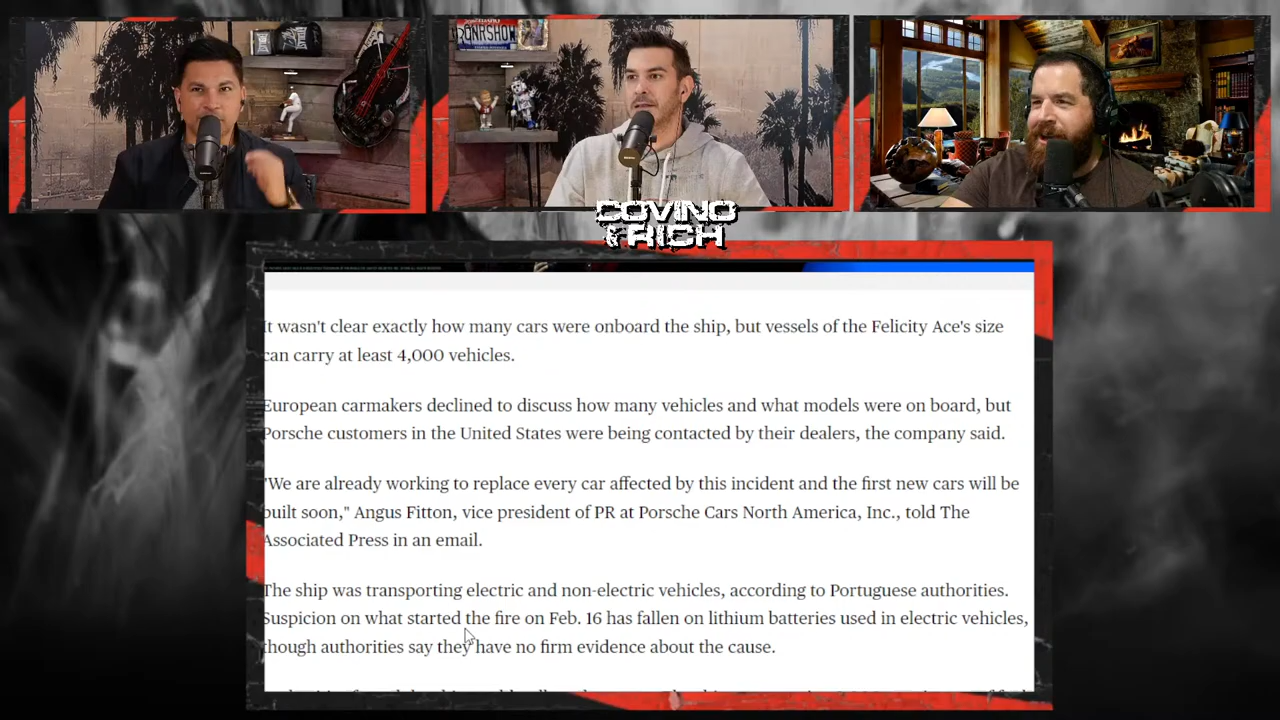 COVINO
& RICH
It wasn't clear exactly how many cars were onboard the ship, but vessels of the Felicity Ace's size
can carry at least 4,000 vehicles.
European carmakers declined to discuss how many vehicles and what models were on board, but
Porsche customers in the United States were being contacted by their dealers, the company said.
"We are already working to replace every car affected by this incident and the first new cars will be
built soon," Angus Fitton, vice president of PR at Porsche Cars North America, Inc., told The
Associated Press in an email.
The ship was transporting electric and non-electric vehicles, according to Portuguese authorities.
Suspicion on what started the fire on Feb. 16 has fallen on lithium batteries used in electric vehicles,
though authorities say they have no firm evidence about the cause.